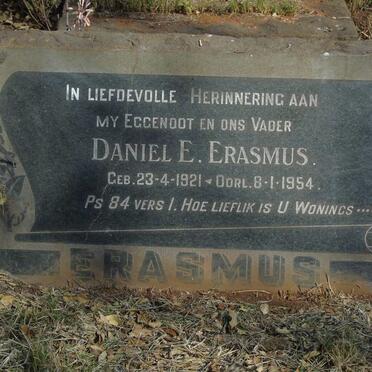 IN LIEFDEVOLLE HERINNERING AAN
MY EGGENOOT EN ONS VADER
DANIEL E. ERASMUS.
GEB. 23-4-1921 - OORL. 8-1-1954.
PS 84 VERS 1. HOE LIEFLIK IS U WONINGS ...
ERASMUS